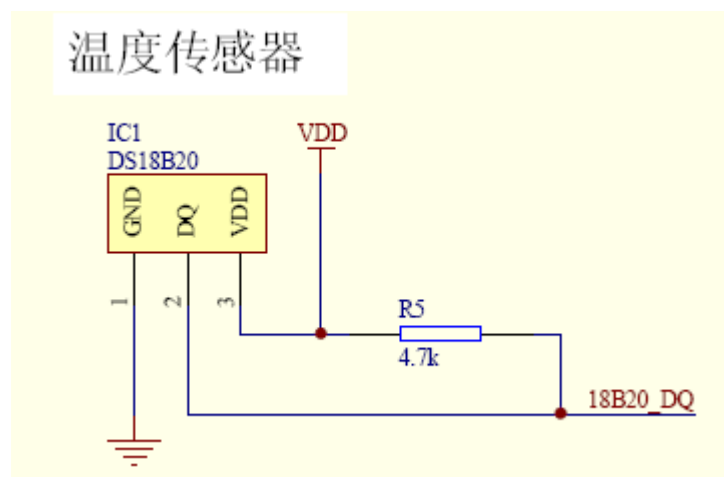 温度传感器
IC1
DS18B20
VDD
GND
DQ
VDD
1
2
3
R5
4.7k
18B20_DQ